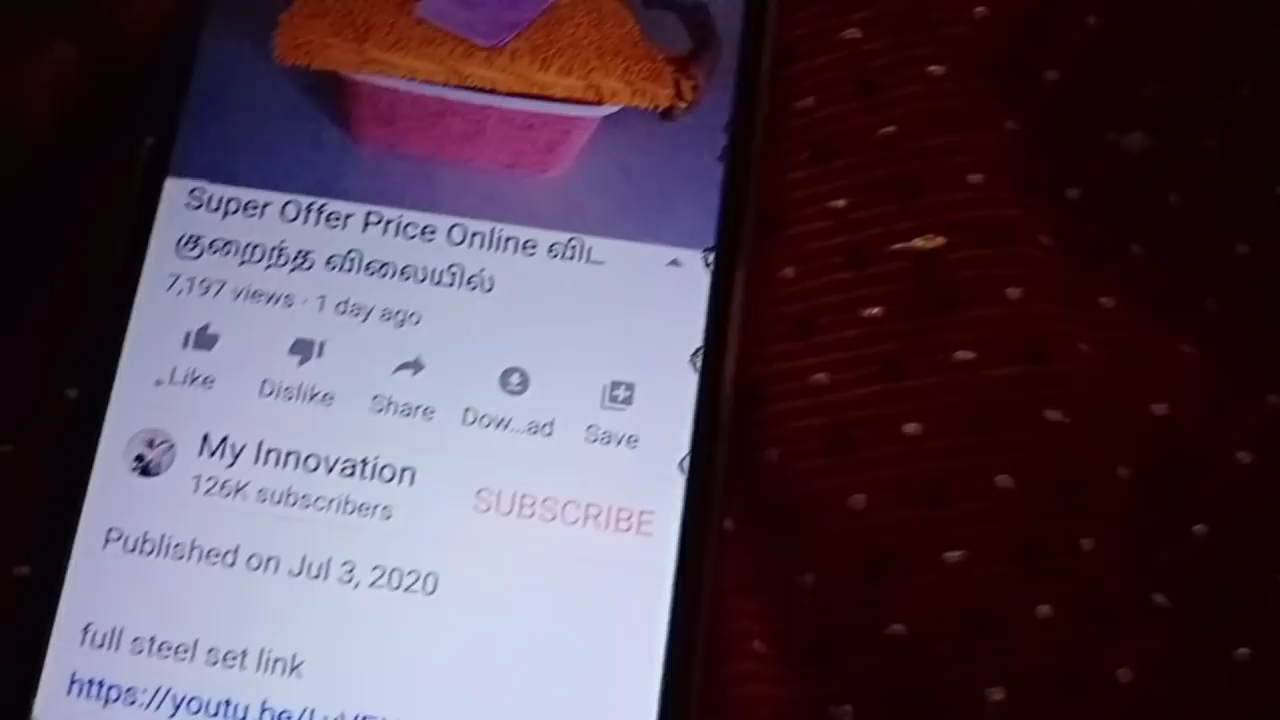 Super Offer Price Online விட
குறைந்த விலையில்
7,197 views · 1 day ago
Like Dislike Share Dow...ad Save
My Innovation
126K subscribers
SUBSCRIBE
Published on Jul 3, 2020
full steel set link
https://youtu.be/